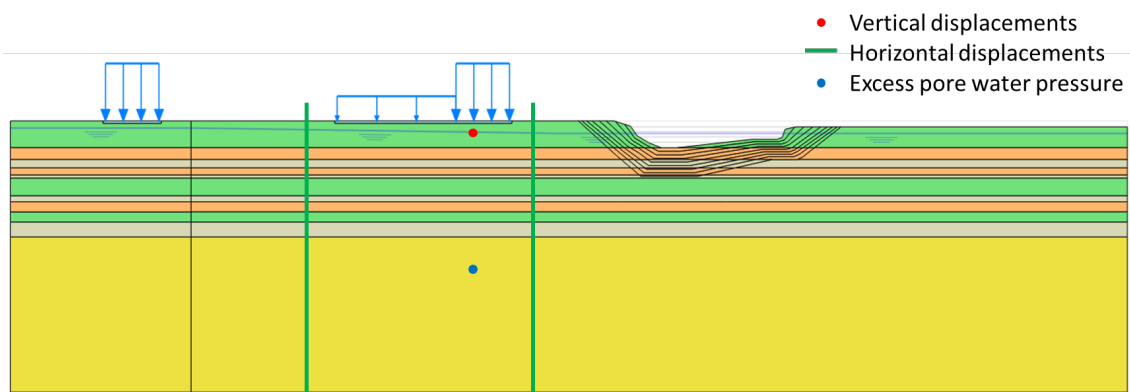 Vertical displacements
Horizontal displacements
Excess pore water pressure